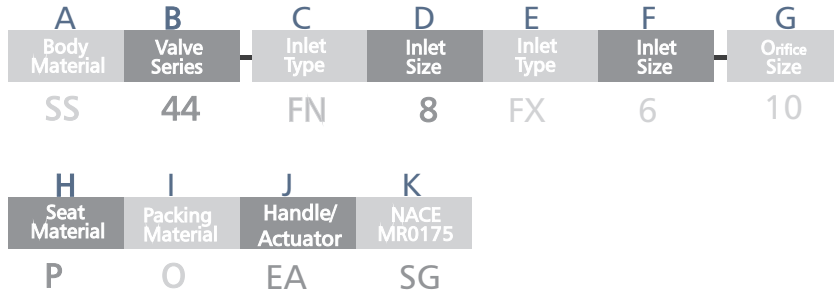 A B C D E F G
Body Material Valve Series Inlet Type Inlet Size Inlet Type Inlet Size Orifice Size
SS 44 - FN 8 FX 6 - 10
H I J K
Seat Material Packing Material Handle/ Actuator NACE MR0175
P O EA SG